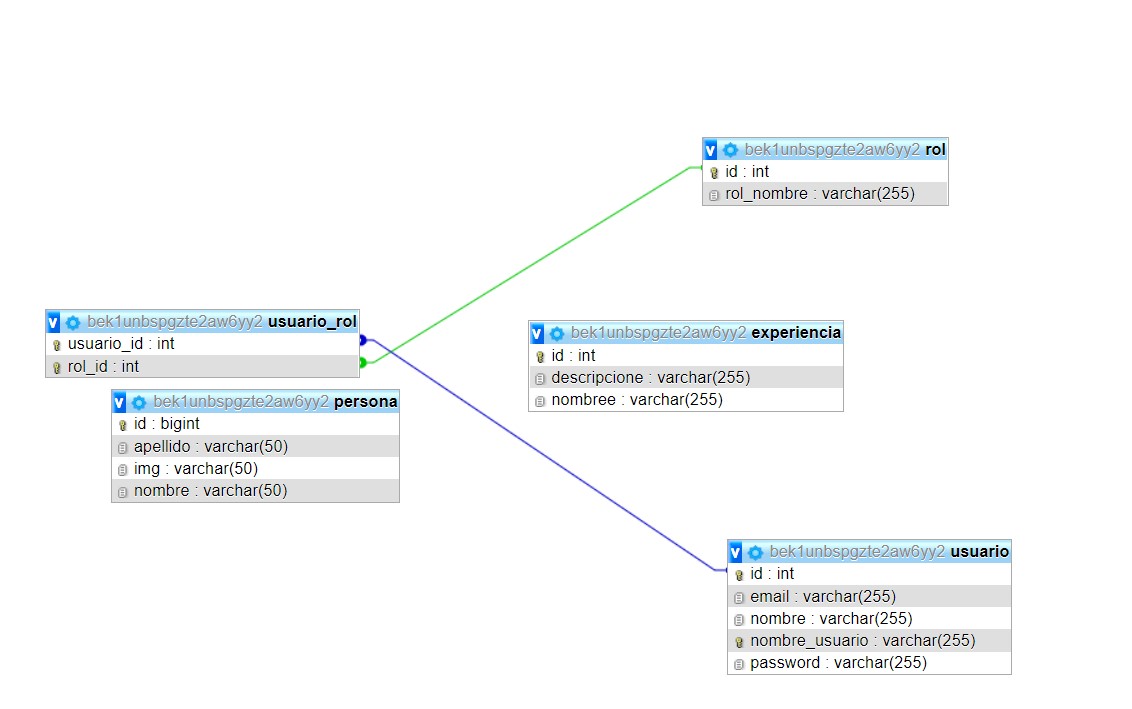 v bek1unbspgzte2aw6yy2 rol
id : int
rol_nombre : varchar(255)
v bek1unbspgzte2aw6yy2 usuario_rol
usuario_id : int
rol_id : int
v bek1unbspgzte2aw6yy2 experiencia
id : int
descripcione : varchar(255)
nombree : varchar(255)
v bek1unbspgzte2aw6yy2 persona
id : bigint
apellido : varchar(50)
img : varchar(50)
nombre : varchar(50)
v bek1unbspgzte2aw6yy2 usuario
id : int
email : varchar(255)
nombre : varchar(255)
nombre_usuario : varchar(255)
password : varchar(255)